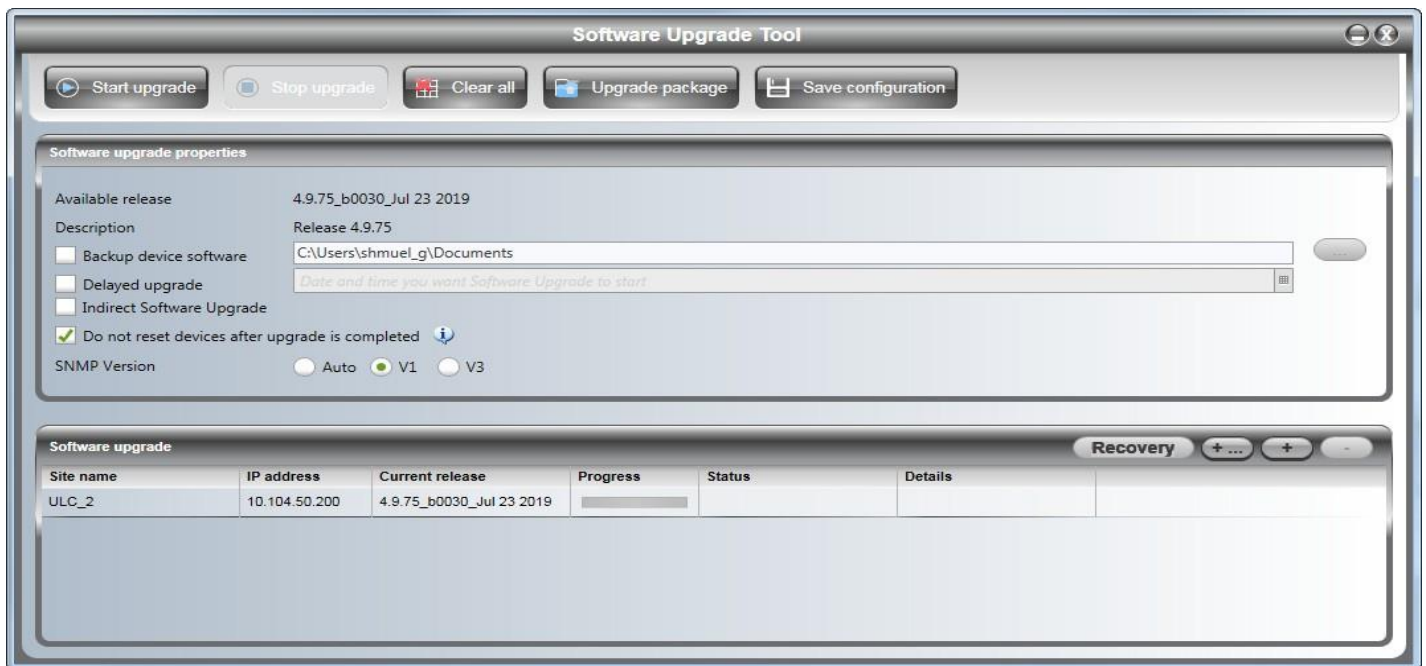 Software Upgrade Tool
Start upgrade Stop upgrade Clear all Upgrade package Save configuration
Software upgrade properties
Available release 4.9.75_b0030_Jul 23 2019
Description Release 4.9.75
Backup device software C:\Users\shmuel_g\Documents ...
Delayed upgrade Date and time you want Software Upgrade to start
Indirect Software Upgrade
Do not reset devices after upgrade is completed
SNMP Version Auto V1 V3
Software upgrade Recovery + ... + -
Site name IP address Current release Progress Status Details
ULC_2 10.104.50.200 4.9.75_b0030_Jul 23 2019